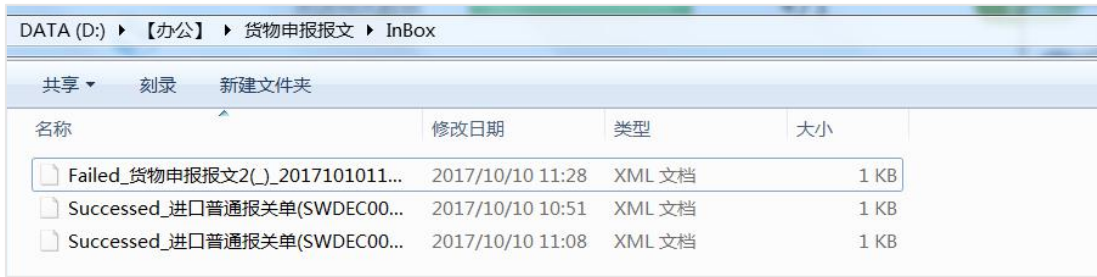 DATA (D:) ▸ 【办公】 ▸ 货物申报报文 ▸ InBox
共享 刻录 新建文件夹
名称 修改日期 类型 大小
Failed_货物申报报文2(_)_2017101011... 2017/10/10 11:28 XML 文档 1 KB
Successed_进口普通报关单(SWDEC00... 2017/10/10 10:51 XML 文档 1 KB
Successed_进口普通报关单(SWDEC00... 2017/10/10 11:08 XML 文档 1 KB